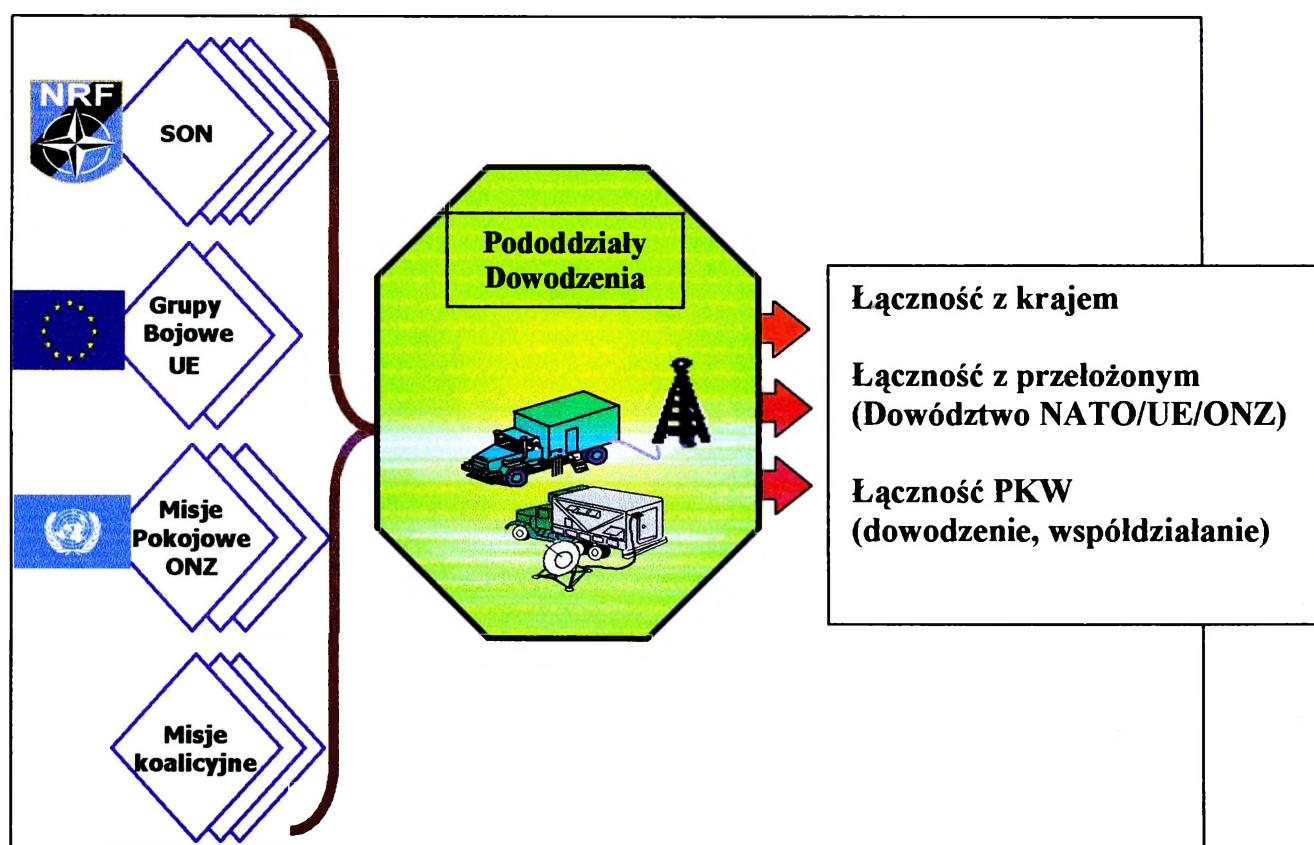 NRF
SON
Grupy
Bojowe
UE
Misje
Pokojowe
ONZ
Misje
koalicyjne
Pododdziały
Dowodzenia
Łączność z krajem
Łączność z przełożonym
(Dowództwo NATO/UE/ONZ)
Łączność PKW
(dowodzenie, współdziałanie)